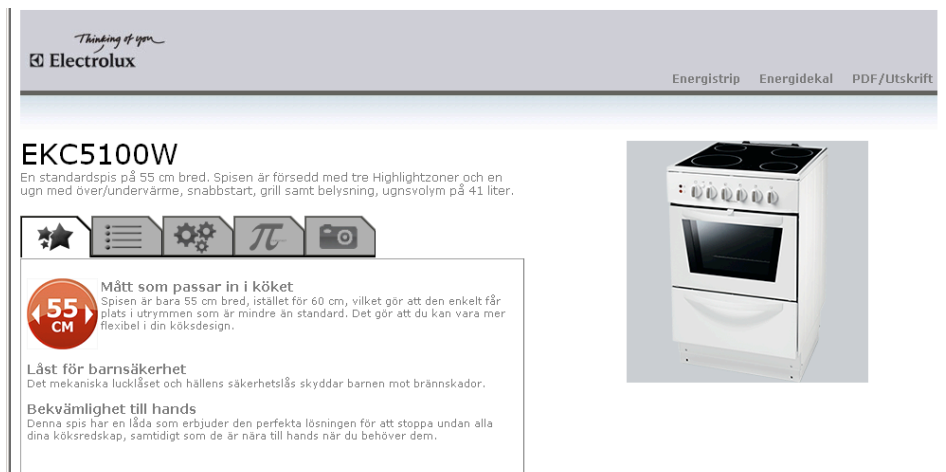 Thinking of you
Electrolux
Energistrip Energidekal PDF/Utskrift
EKC5100W
En standardspis på 55 cm bred. Spisen är försedd med tre Highlightzoner och en
ugn med över/undervärme, snabbstart, grill samt belysning, ugnsvolym på 41 liter.
π
55
CM
Mått som passar in i köket
Spisen är bara 55 cm bred, istället för 60 cm, vilket gör att den enkelt får
plats i utrymmen som är mindre än standard. Det gör att du kan vara mer
flexibel i din köksdesign.
Låst för barnsäkerhet
Det mekaniska lucklåset och hällens säkerhetslås skyddar barnen mot brännskador.
Bekvämlighet till hands
Denna spis har en låda som erbjuder den perfekta lösningen för att stoppa undan alla
dina köksredskap, samtidigt som de är nära till hands när du behöver dem.